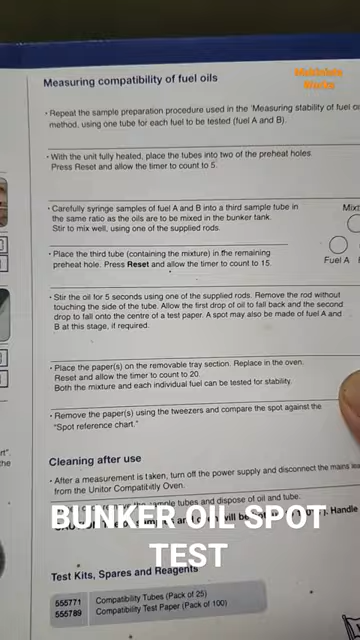 Measuring compatibility of fuel oils
Multiskills
Works
• Repeat the sample preparation procedure used in the 'Measuring stability of fuel
method, using one tube for each fuel to be tested (fuel A and B).
• With the unit fully heated, place the tubes into two of the preheat holes.
Press Reset and allow the timer to count to 5.
• Carefully syringe samples of fuel A and B into a third sample tube in
the same ratio as the oils are to be mixed in the bunker tank.
Stir to mix well, using one of the supplied rods.
• Place the third tube (containing the mixture) in the remaining
preheat hole. Press Reset and allow the timer to count to 15.
Fuel A
• Stir the oil for 5 seconds using one of the supplied rods. Remove the rod without
touching the side of the tube. Allow the first drop of oil to fall back and the second
drop to fall onto the centre of a test paper. A spot may also be made of fuel A and
B at this stage, if required.
• Place the paper(s) on the removable tray section. Replace in the oven.
Reset and allow the timer to count to 20.
Both the mixture and each individual fuel can be tested for stability.
• Remove the paper(s) using the tweezers and compare the spot against the
"Spot reference chart."
the
Cleaning after use
• After a measurement is taken, turn off the power supply and disconnect the mains
from the Unitor Compatibility Oven.
sample tubes and dispose of oil and tube.
and will be Handle
BUNKER OIL SPOT
TEST
Test Kits, Spares and Reagents
555771 Compatibility Tubes (Pack of 25)
555789 Compatibility Test Paper (Pack of 100)